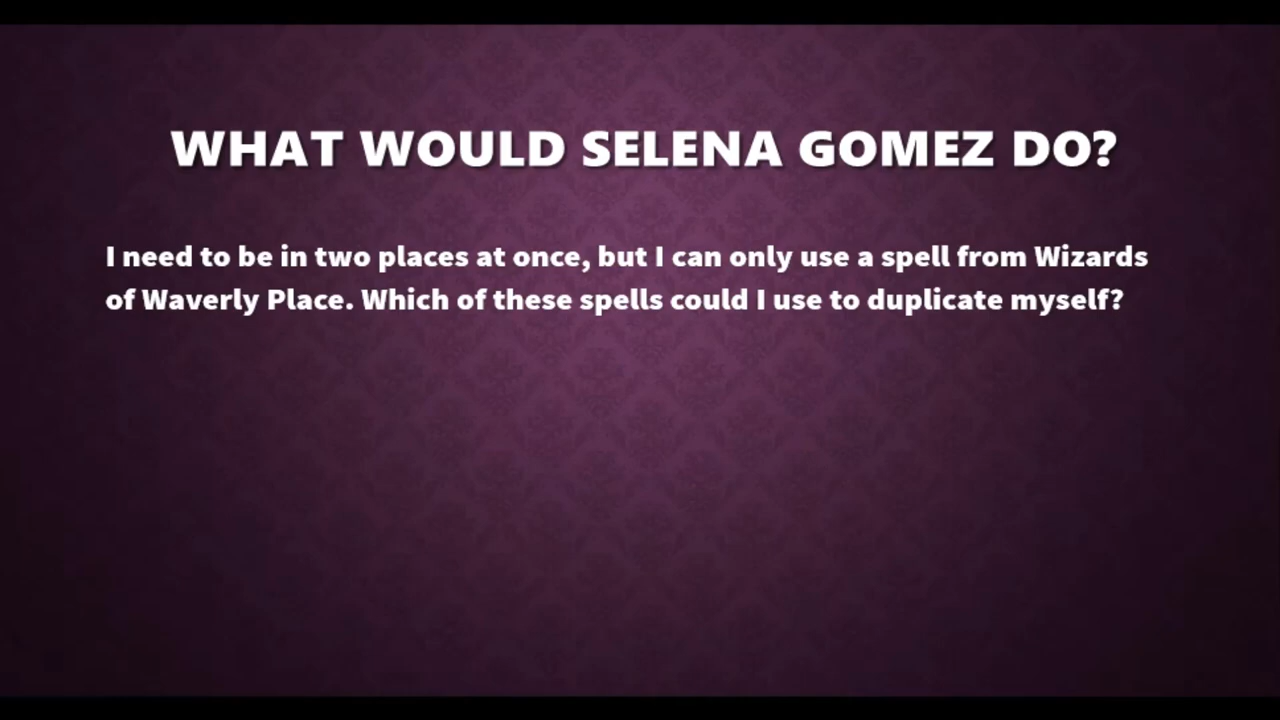 WHAT WOULD SELENA GOMEZ DO?
I need to be in two places at once, but I can only use a spell from Wizards
of Waverly Place. Which of these spells could I use to duplicate myself?